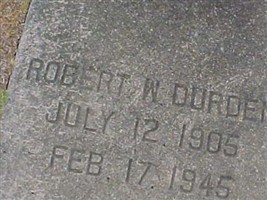 ROBERT W. DURDEN
JULY 12, 1905
FEB. 17, 1945